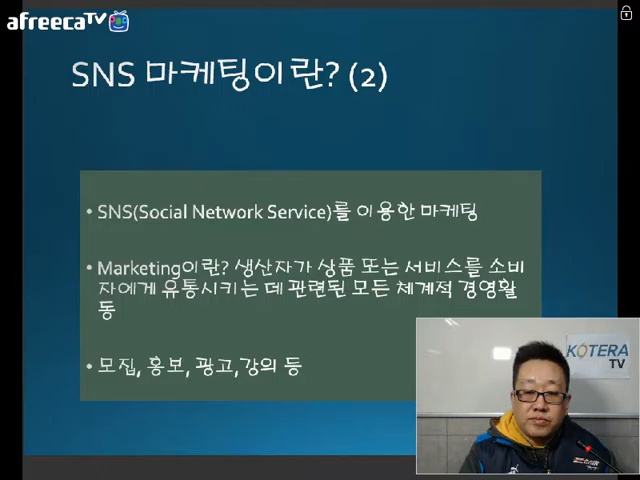 afreecaTV
SNS 마케팅이란? (2)
• SNS(Social Network Service)를 이용한 마케팅
• Marketing이란? 생산자가 상품 또는 서비스를 소비
자에게 유통시키는 데 관련된 모든 체계적 경영활
동
• 모집, 홍보, 광고,강의 등
KOTERA
TV